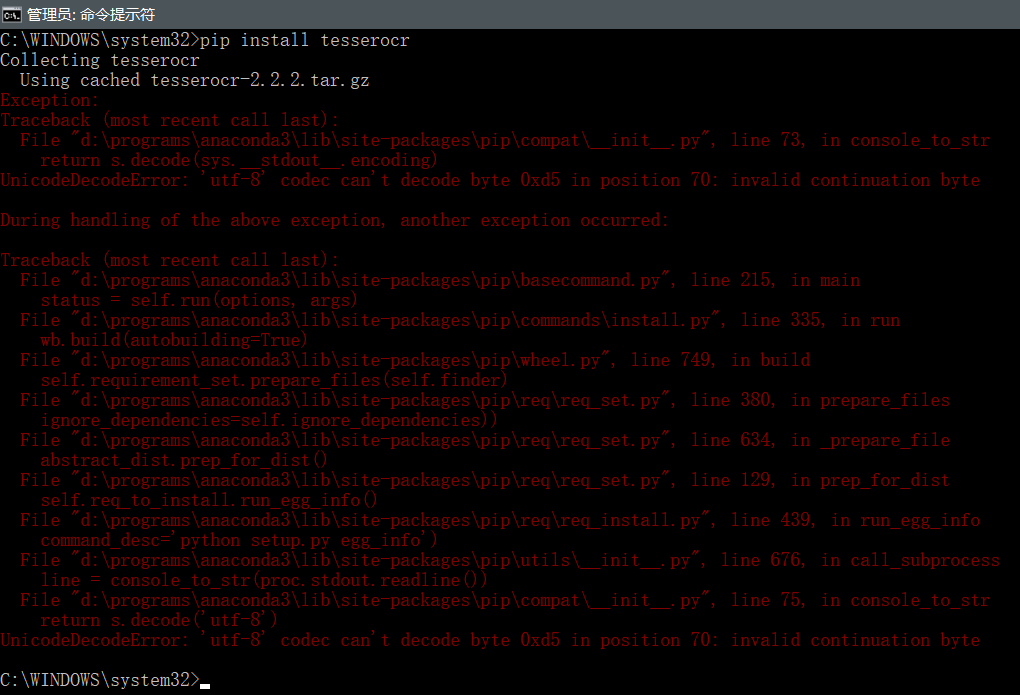 管理员: 命令提示符
C:\WINDOWS\system32>pip install tesserocr
Collecting tesserocr
  Using cached tesserocr-2.2.2.tar.gz
Exception:
Traceback (most recent call last):
  File "d:\programs\anaconda3\lib\site-packages\pip\compat\__init__.py", line 73, in console_to_str
    return s.decode(sys.__stdout__.encoding)
UnicodeDecodeError: 'utf-8' codec can't decode byte 0xd5 in position 70: invalid continuation byte

During handling of the above exception, another exception occurred:

Traceback (most recent call last):
  File "d:\programs\anaconda3\lib\site-packages\pip\basecommand.py", line 215, in main
    status = self.run(options, args)
  File "d:\programs\anaconda3\lib\site-packages\pip\commands\install.py", line 335, in run
    wb.build(autobuilding=True)
  File "d:\programs\anaconda3\lib\site-packages\pip\wheel.py", line 749, in build
    self.requirement_set.prepare_files(self.finder)
  File "d:\programs\anaconda3\lib\site-packages\pip\req\req_set.py", line 380, in prepare_files
    ignore_dependencies=self.ignore_dependencies))
  File "d:\programs\anaconda3\lib\site-packages\pip\req\req_set.py", line 634, in _prepare_file
    abstract_dist.prep_for_dist()
  File "d:\programs\anaconda3\lib\site-packages\pip\req\req_set.py", line 129, in prep_for_dist
    self.req_to_install.run_egg_info()
  File "d:\programs\anaconda3\lib\site-packages\pip\req\req_install.py", line 439, in run_egg_info
    command_desc='python setup.py egg_info')
  File "d:\programs\anaconda3\lib\site-packages\pip\utils\__init__.py", line 676, in call_subprocess
    line = console_to_str(proc.stdout.readline())
  File "d:\programs\anaconda3\lib\site-packages\pip\compat\__init__.py", line 75, in console_to_str
    return s.decode('utf-8')
UnicodeDecodeError: 'utf-8' codec can't decode byte 0xd5 in position 70: invalid continuation byte

C:\WINDOWS\system32>